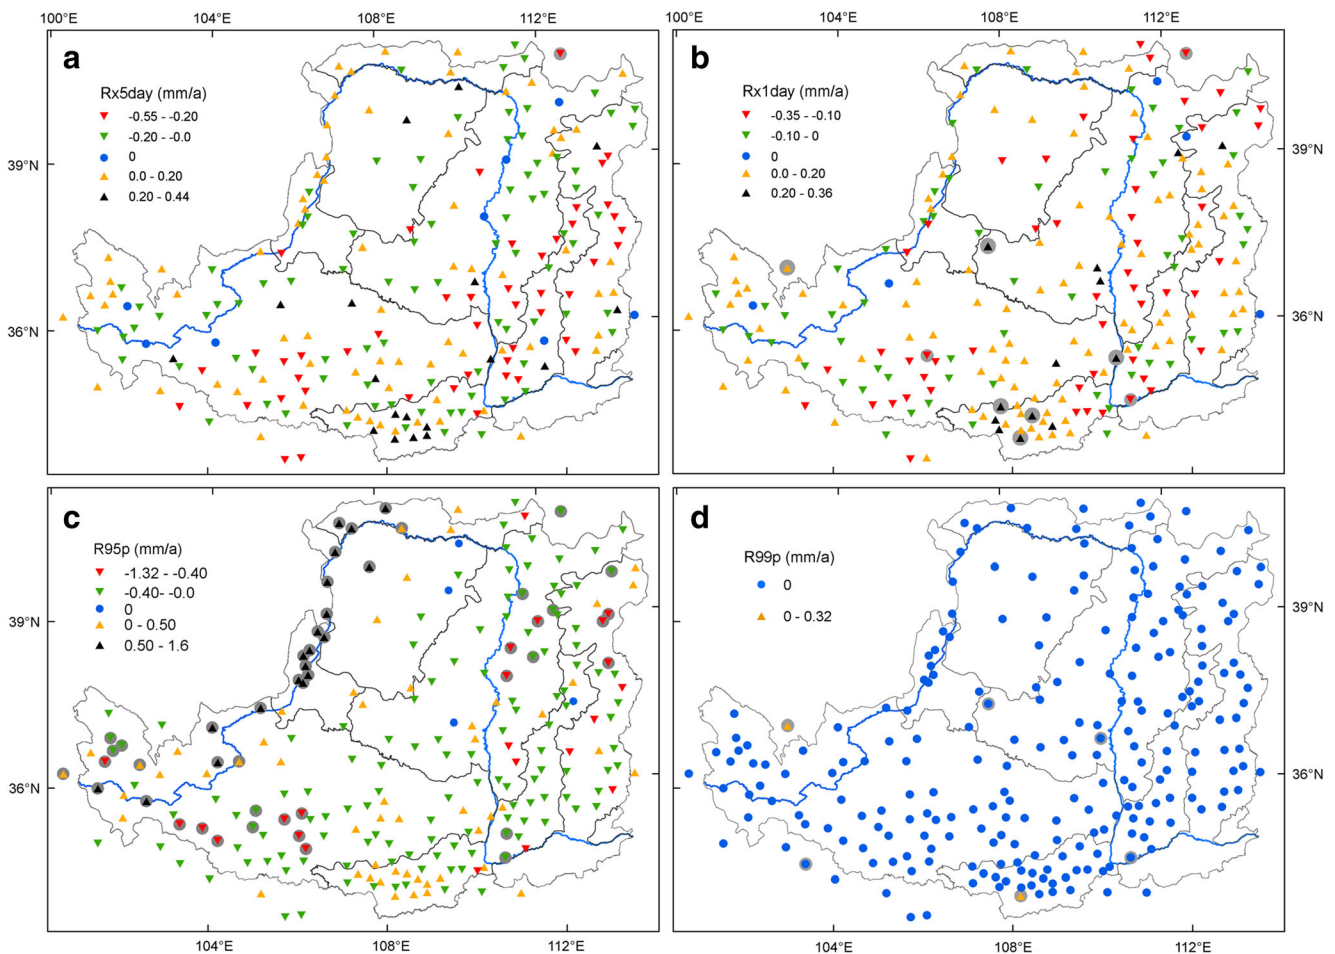 100°E 104°E 108°E 112°E 100°E 104°E 108°E 112°E
a
Rx5day (mm/a)
-0.55 - -0.20
-0.20 - -0.0
0
0.0 - 0.20
0.20 - 0.44
39°N
36°N
b
Rx1day (mm/a)
-0.35 - -0.10
-0.10 - 0
0
0.0 - 0.20
0.20 - 0.36
39°N
36°N
c
R95p (mm/a)
-1.32 - -0.40
-0.40- -0.0
0
0 - 0.50
0.50 - 1.6
39°N
36°N
d
R99p (mm/a)
0
0 - 0.32
39°N
36°N
104°E 108°E 112°E 104°E 108°E 112°E